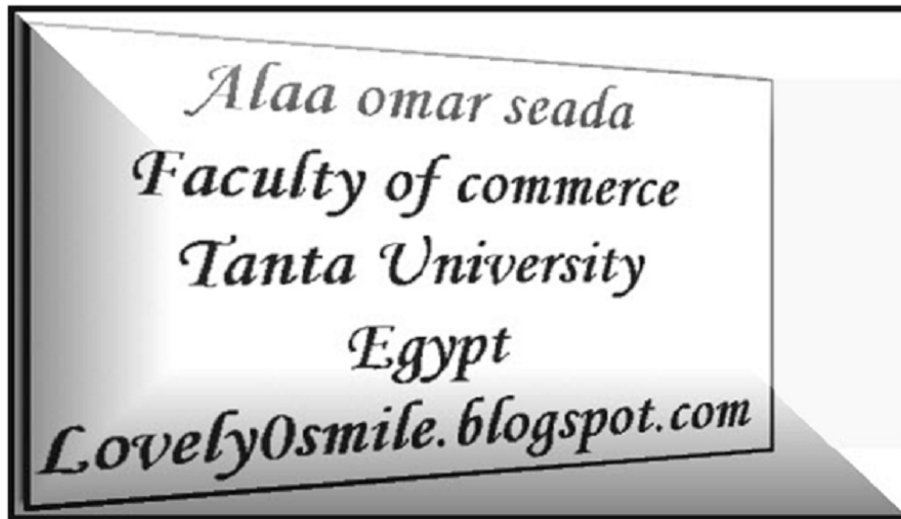 Alaa omar seada
Faculty of commerce
Tanta University
Egypt
Lovely0smile.blogspot.com